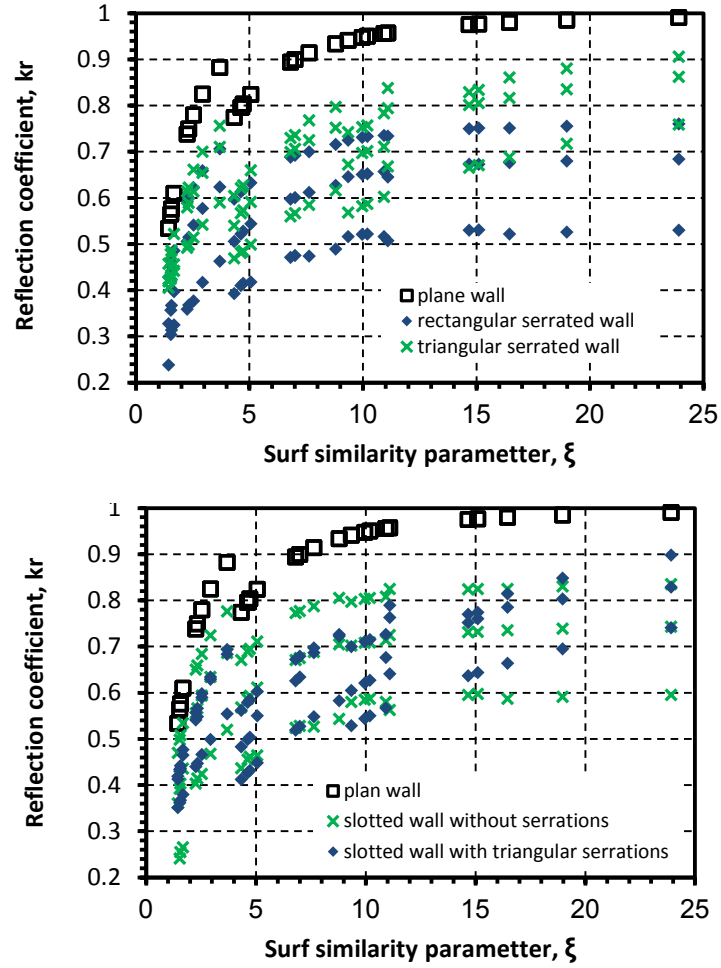 1
0.9
0.8
0.7
0.6
0.5
0.4
0.3
0.2
Reflection coefficient, kr
plane wall
rectangular serrated wall
triangular serrated wall
0 5 10 15 20 25
Surf similarity parametter, ξ
1
0.9
0.8
0.7
0.6
0.5
0.4
0.3
0.2
Reflection coefficient, kr
plan wall
slotted wall without serrations
slotted wall with triangular serrations
0 5 10 15 20 25
Surf similarity parametter, ξ